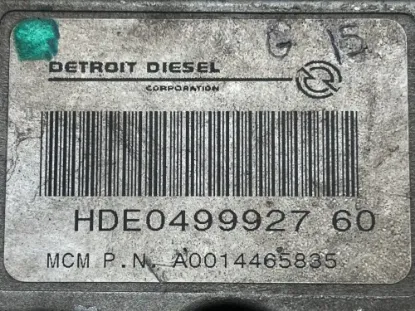 G 15
DETROIT DIESEL
CORPORATION
HDE0499927 60
MCM P.N. A0014465835